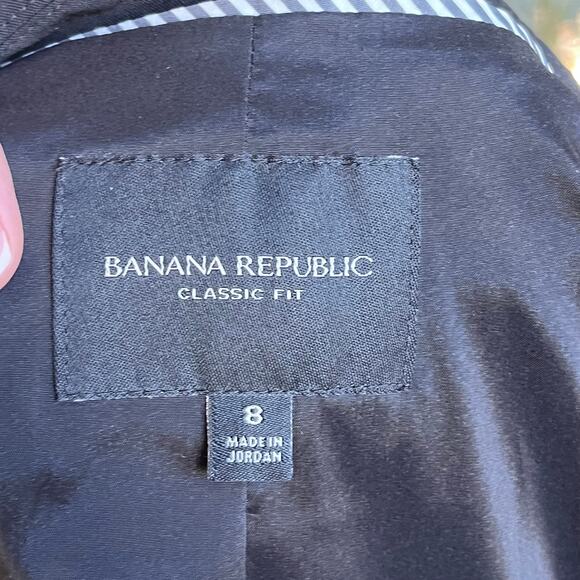 BANANA REPUBLIC
CLASSIC FIT
8
MADE IN
JORDAN